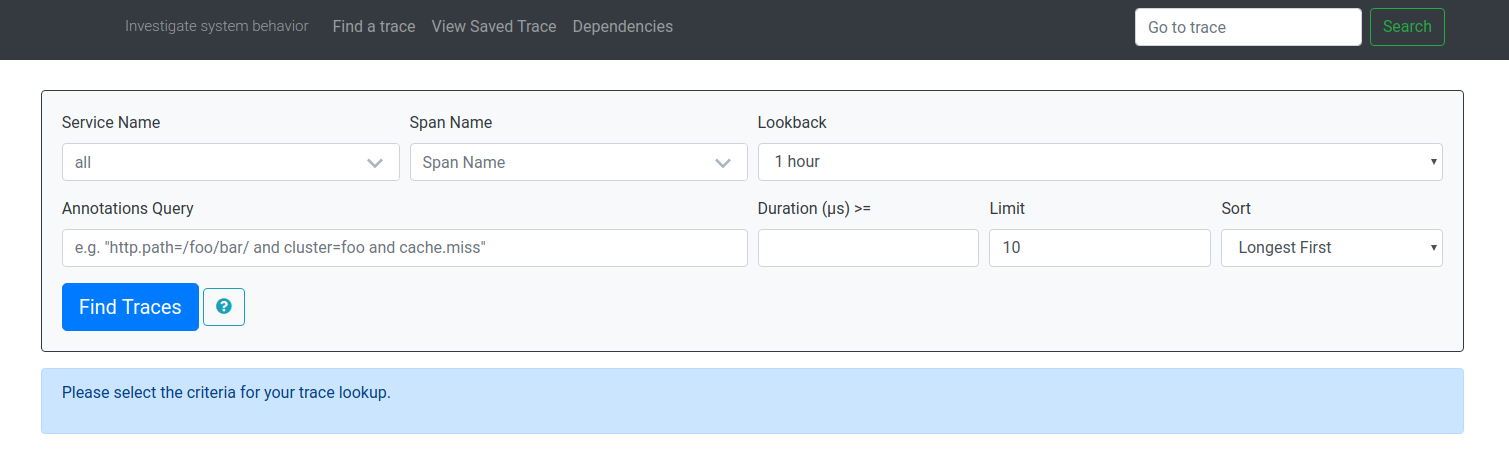 Investigate system behavior Find a trace View Saved Trace Dependencies Go to trace Search
Service Name Span Name Lookback
all Span Name 1 hour
Annotations Query Duration (µs) >= Limit Sort
e.g. "http.path=/foo/bar/ and cluster=foo and cache.miss" 10 Longest First
Find Traces ?
Please select the criteria for your trace lookup.